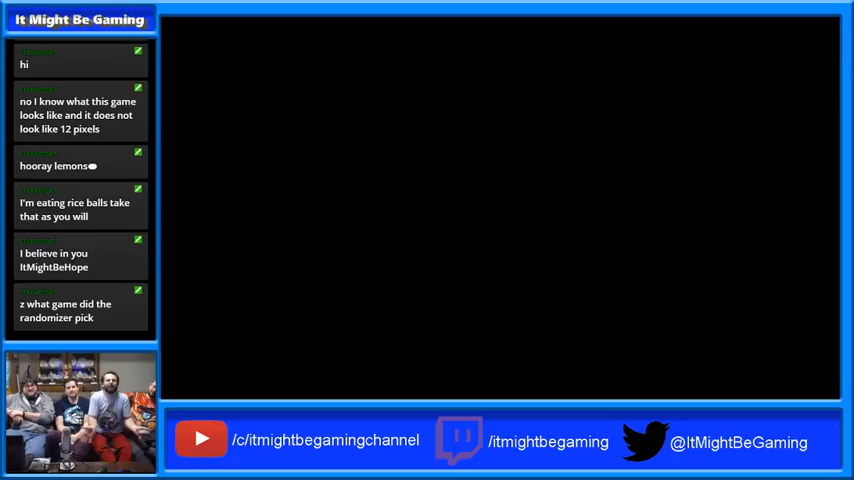 It Might Be Gaming
hi
no I know what this game
looks like and it does not
look like 12 pixels
hooray lemons
I'm eating rice balls take
that as you will
I believe in you
ItMightBeHope
z what game did the
randomizer pick
/c/itmightbegamingchannel
/itmightbegaming
@ItMightBeGaming